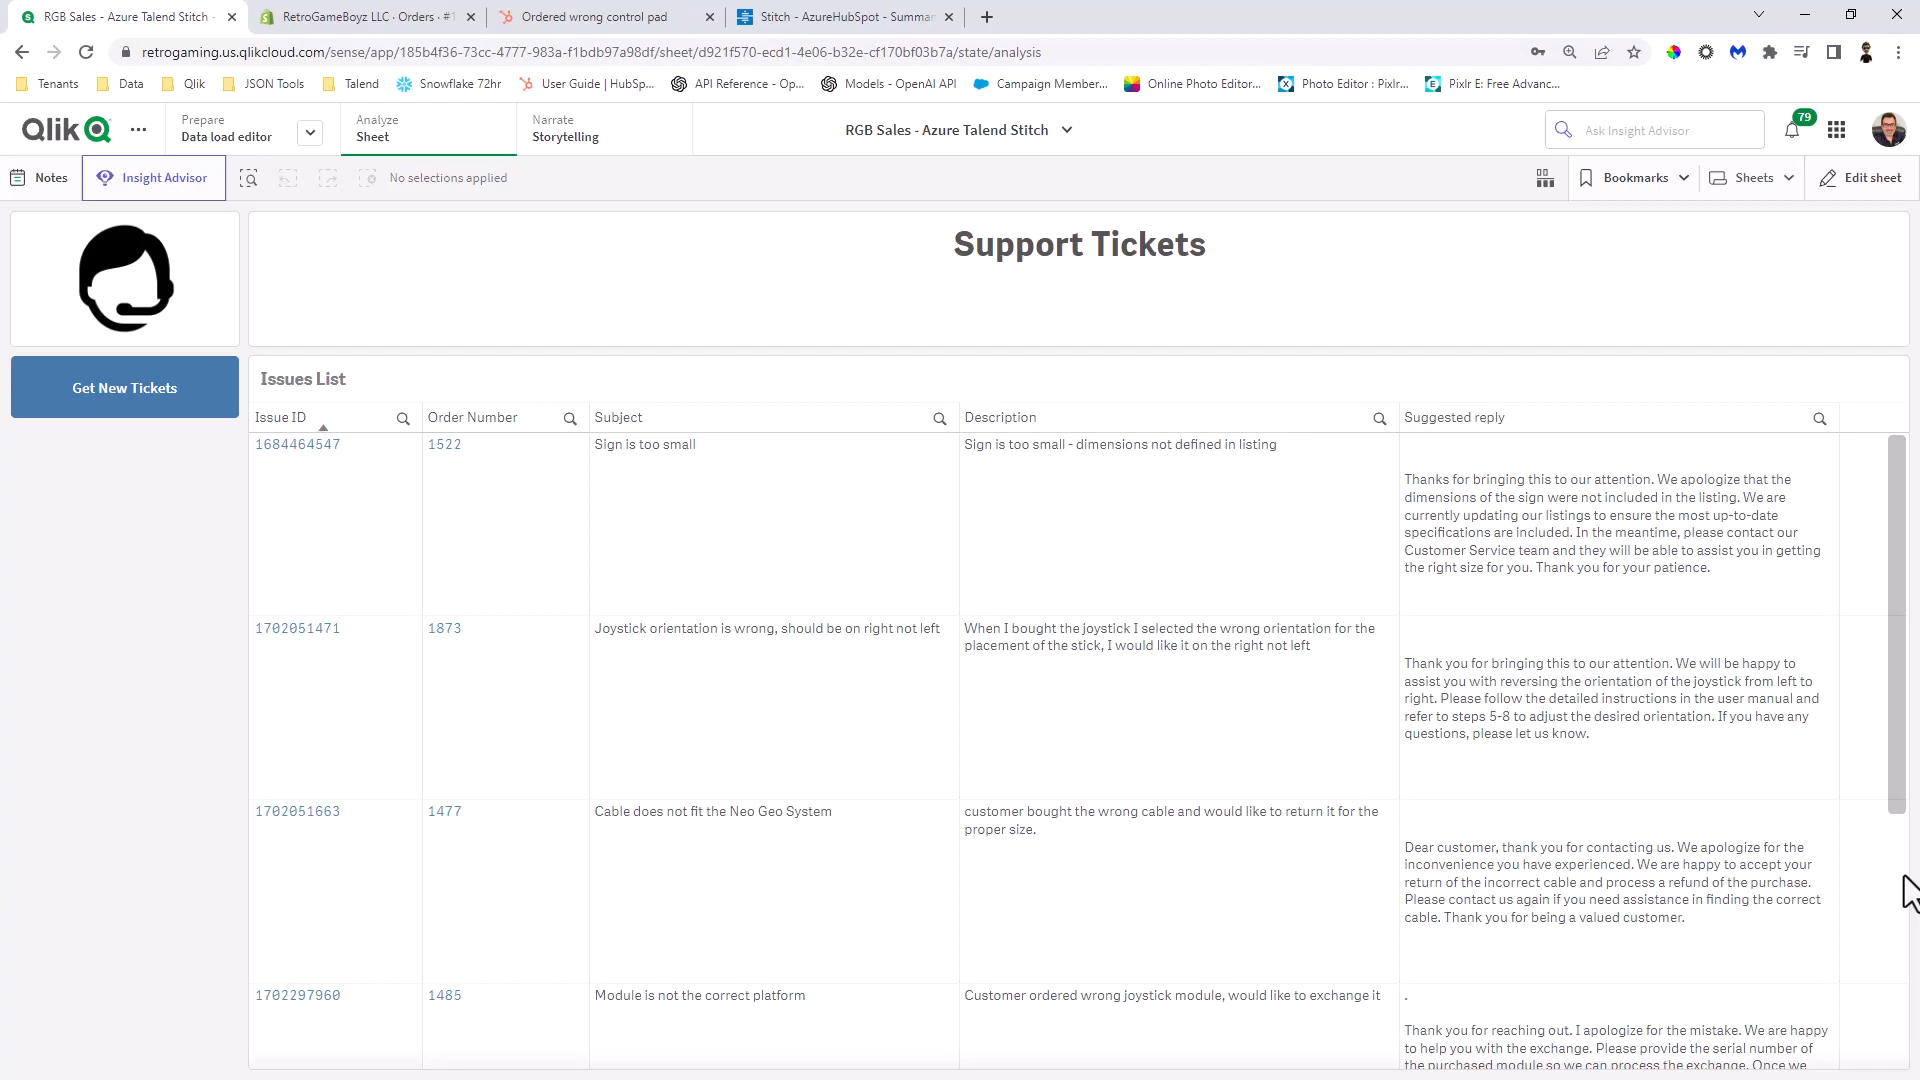 RGB Sales - Azure Talend Stitch -
RetroGameBoyz LLC · Orders · #1
Ordered wrong control pad
Stitch - AzureHubSpot - Summar
retrogaming.us.qlikcloud.com/sense/app/185b4f36-73cc-4777-983a-f1bdb97a98df/sheet/d921f570-ecd1-4e06-b32e-cf170bf03b7a/state/analysis
Tenants
Data
Qlik
JSON Tools
Talend
Snowflake 72hr
User Guide | HubSp...
API Reference - Op...
Models - OpenAI API
Campaign Member...
Online Photo Editor...
Photo Editor : Pixlr...
Pixlr E: Free Advanc...
Qlik
Prepare
Data load editor
Analyze
Sheet
Narrate
Storytelling
RGB Sales - Azure Talend Stitch
Ask Insight Advisor
79
Notes
Insight Advisor
No selections applied
Bookmarks
Sheets
Edit sheet
Support Tickets
Get New Tickets
Issues List
Issue ID
Order Number
Subject
Description
Suggested reply
1684464547
1522
Sign is too small
Sign is too small - dimensions not defined in listing
Thanks for bringing this to our attention. We apologize that the
dimensions of the sign were not included in the listing. We are
currently updating our listings to ensure the most up-to-date
specifications are included. In the meantime, please contact our
Customer Service team and they will be able to assist you in getting
the right size for you. Thank you for your patience.
1702051471
1873
Joystick orientation is wrong, should be on right not left
When I bought the joystick I selected the wrong orientation for the
placement of the stick, I would like it on the right not left
Thank you for bringing this to our attention. We will be happy to
assist you with reversing the orientation of the joystick from left to
right. Please follow the detailed instructions in the user manual and
refer to steps 5-8 to adjust the desired orientation. If you have any
questions, please let us know.
1702051663
1477
Cable does not fit the Neo Geo System
customer bought the wrong cable and would like to return it for the
proper size.
Dear customer, thank you for contacting us. We apologize for the
inconvenience you have experienced. We are happy to accept your
return of the incorrect cable and process a refund of the purchase.
Please contact us again if you need assistance in finding the correct
cable. Thank you for being a valued customer.
1702297960
1485
Module is not the correct platform
Customer ordered wrong joystick module, would like to exchange it
.
Thank you for reaching out. I apologize for the mistake. We are happy
to help you with the exchange. Please provide the serial number of
the purchased module so we can process the exchange. Once we